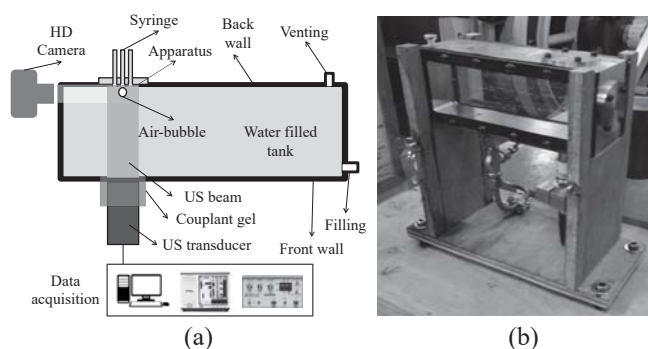 HD
Camera
Syringe
Apparatus
Back
wall
Venting
Air-bubble
Water filled
tank
US beam
Couplant gel
US transducer
Front wall
Filling
Data
acquisition
(a)
(b)